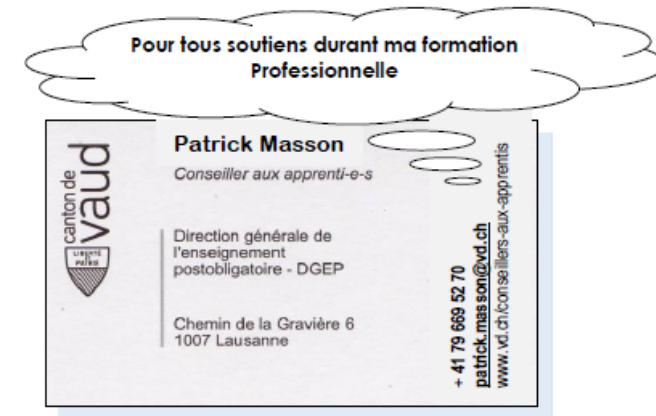 Pour tous soutiens durant ma formation
Professionnelle
canton de
vaud
LIBERTÉ
ET
PATRIE
Patrick Masson
Conseiller aux apprenti-e-s
Direction générale de
l'enseignement
postobligatoire - DGEP
Chemin de la Gravière 6
1007 Lausanne
+ 41 79 669 52 70
patrick.masson@vd.ch
www.vd.ch/conseillers-aux-apprentis